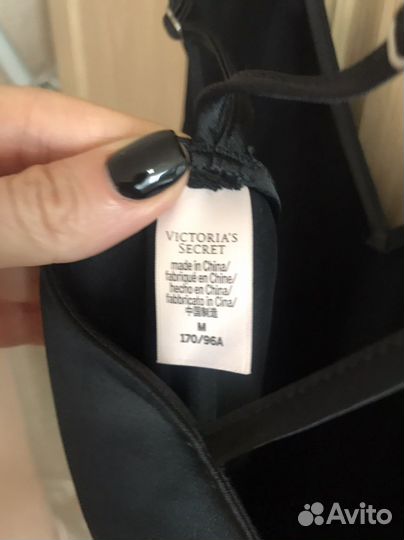 VICTORIA'S
SECRET
made in China/
fabriqué en Chine/
hecho en China/
fabbricato in Cina/
中国制造
M
170/96A
Avito